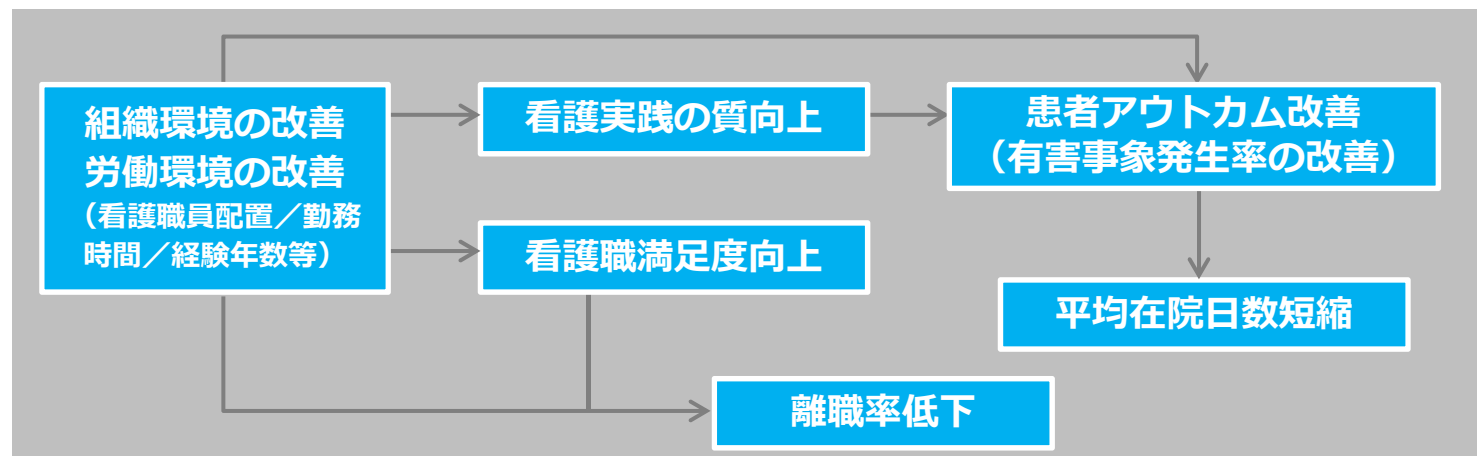 組織環境の改善
労働環境の改善
（看護職員配置／勤務
時間／経験年数等）
看護実践の質向上
看護職満足度向上
患者アウトカム改善
（有害事象発生率の改善）
平均在院日数短縮
離職率低下